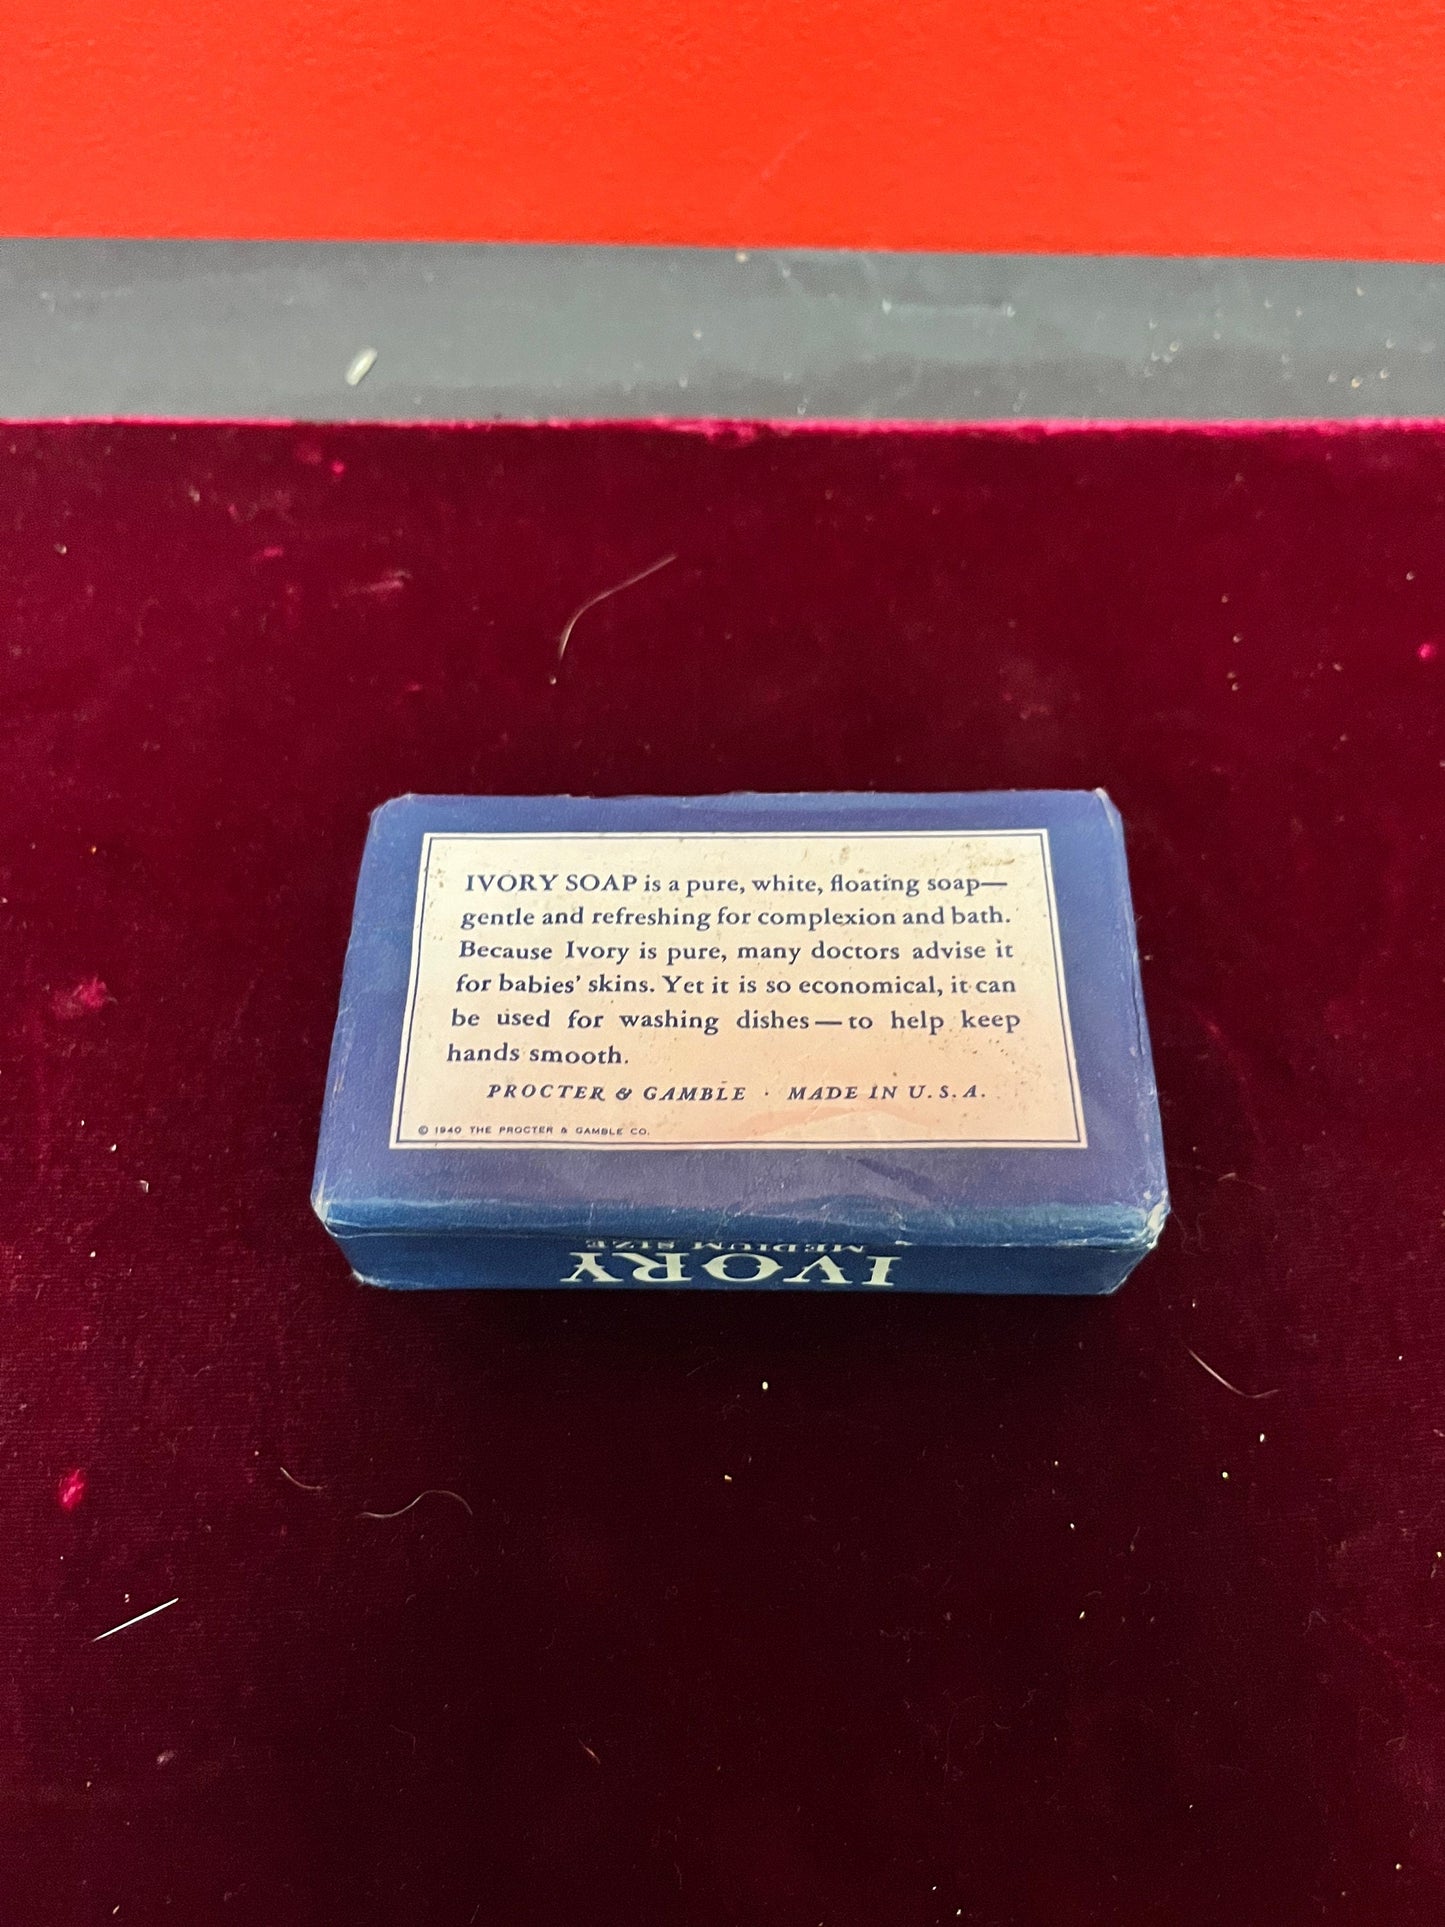 IVORY SOAP is a pure, white, floating soap—
gentle and refreshing for complexion and bath.
Because Ivory is pure, many doctors advise it
for babies' skins. Yet it is so economical, it can
be used for washing dishes—to help keep
hands smooth.
PROCTER & GAMBLE · MADE IN U.S.A.
© 1940 THE PROCTER & GAMBLE CO.
IVORY
MEDIUM SIZE